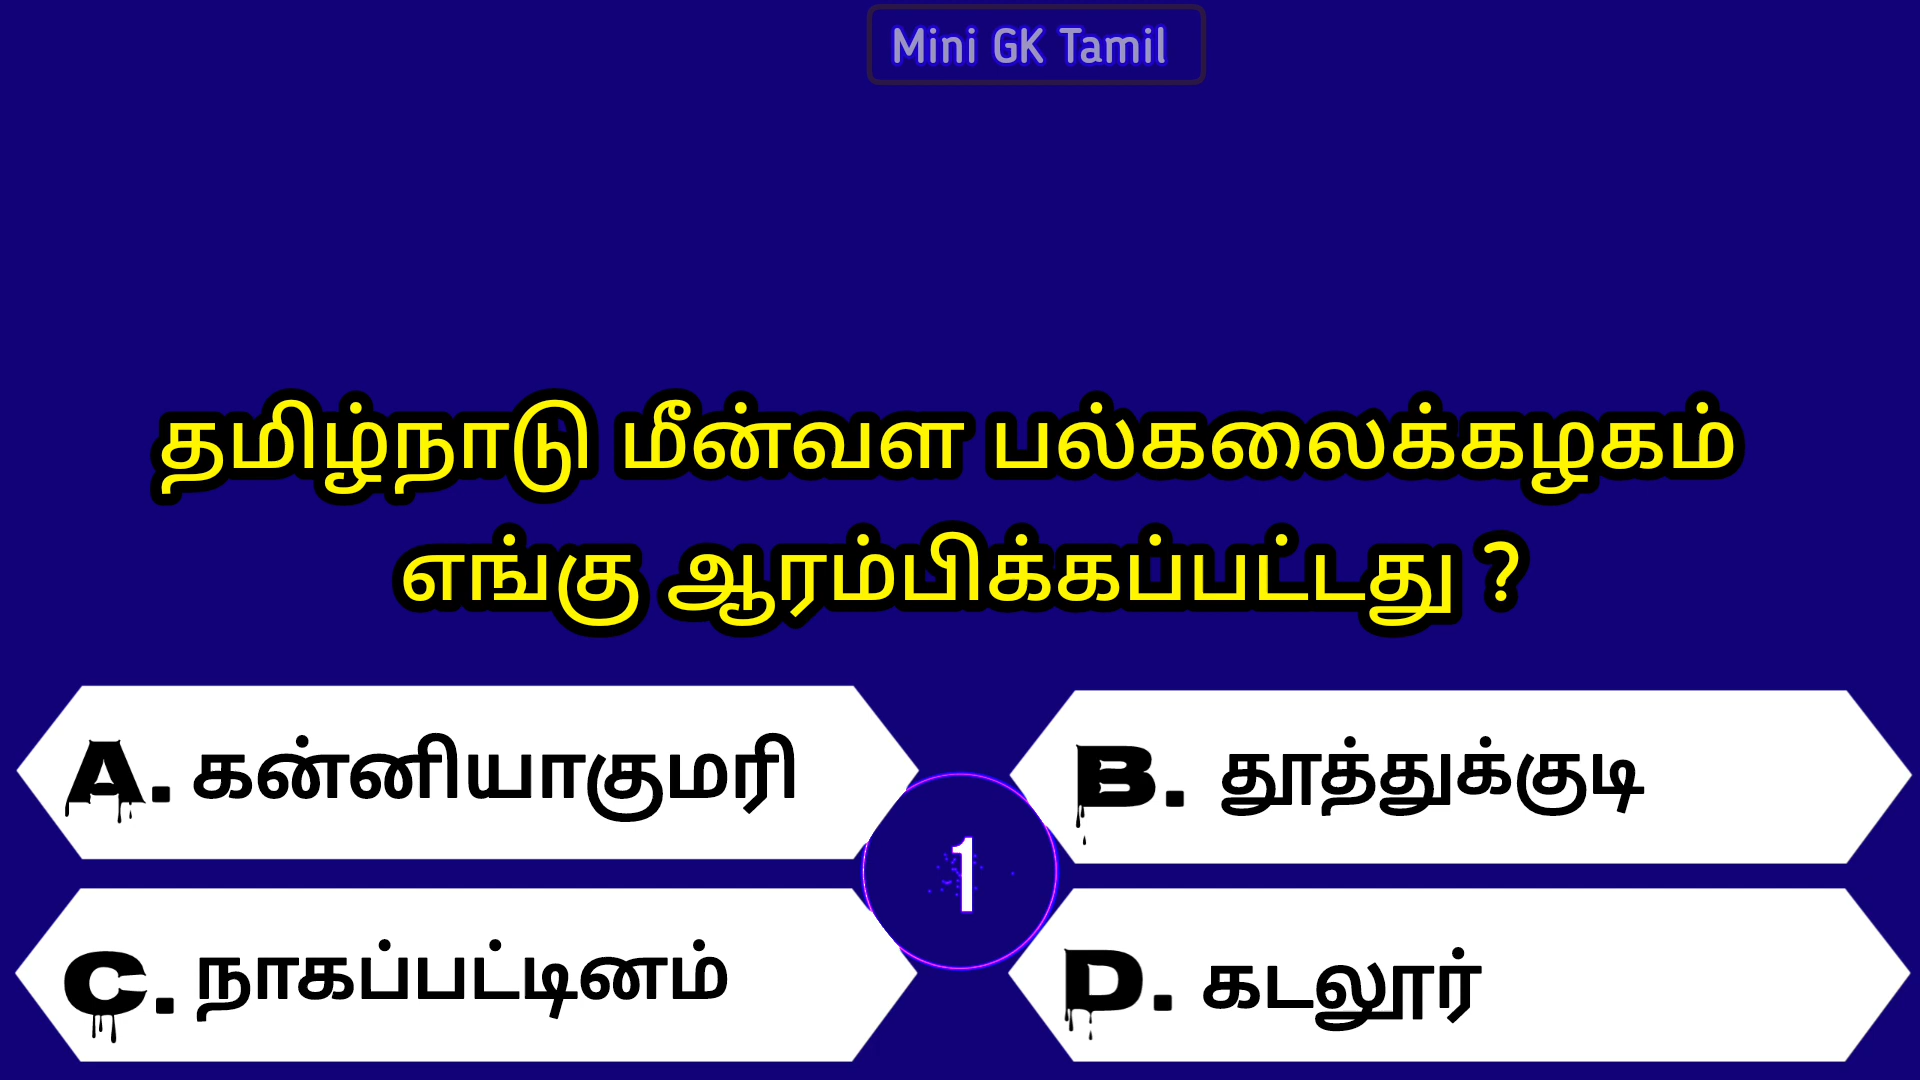 Mini GK Tamil
தமிழ்நாடு மீன்வள பல்கலைக்கழகம்
எங்கு ஆரம்பிக்கப்பட்டது ?
A. கன்னியாகுமரி
B. தூத்துக்குடி
1
C. நாகப்பட்டினம்
D. கடலூர்